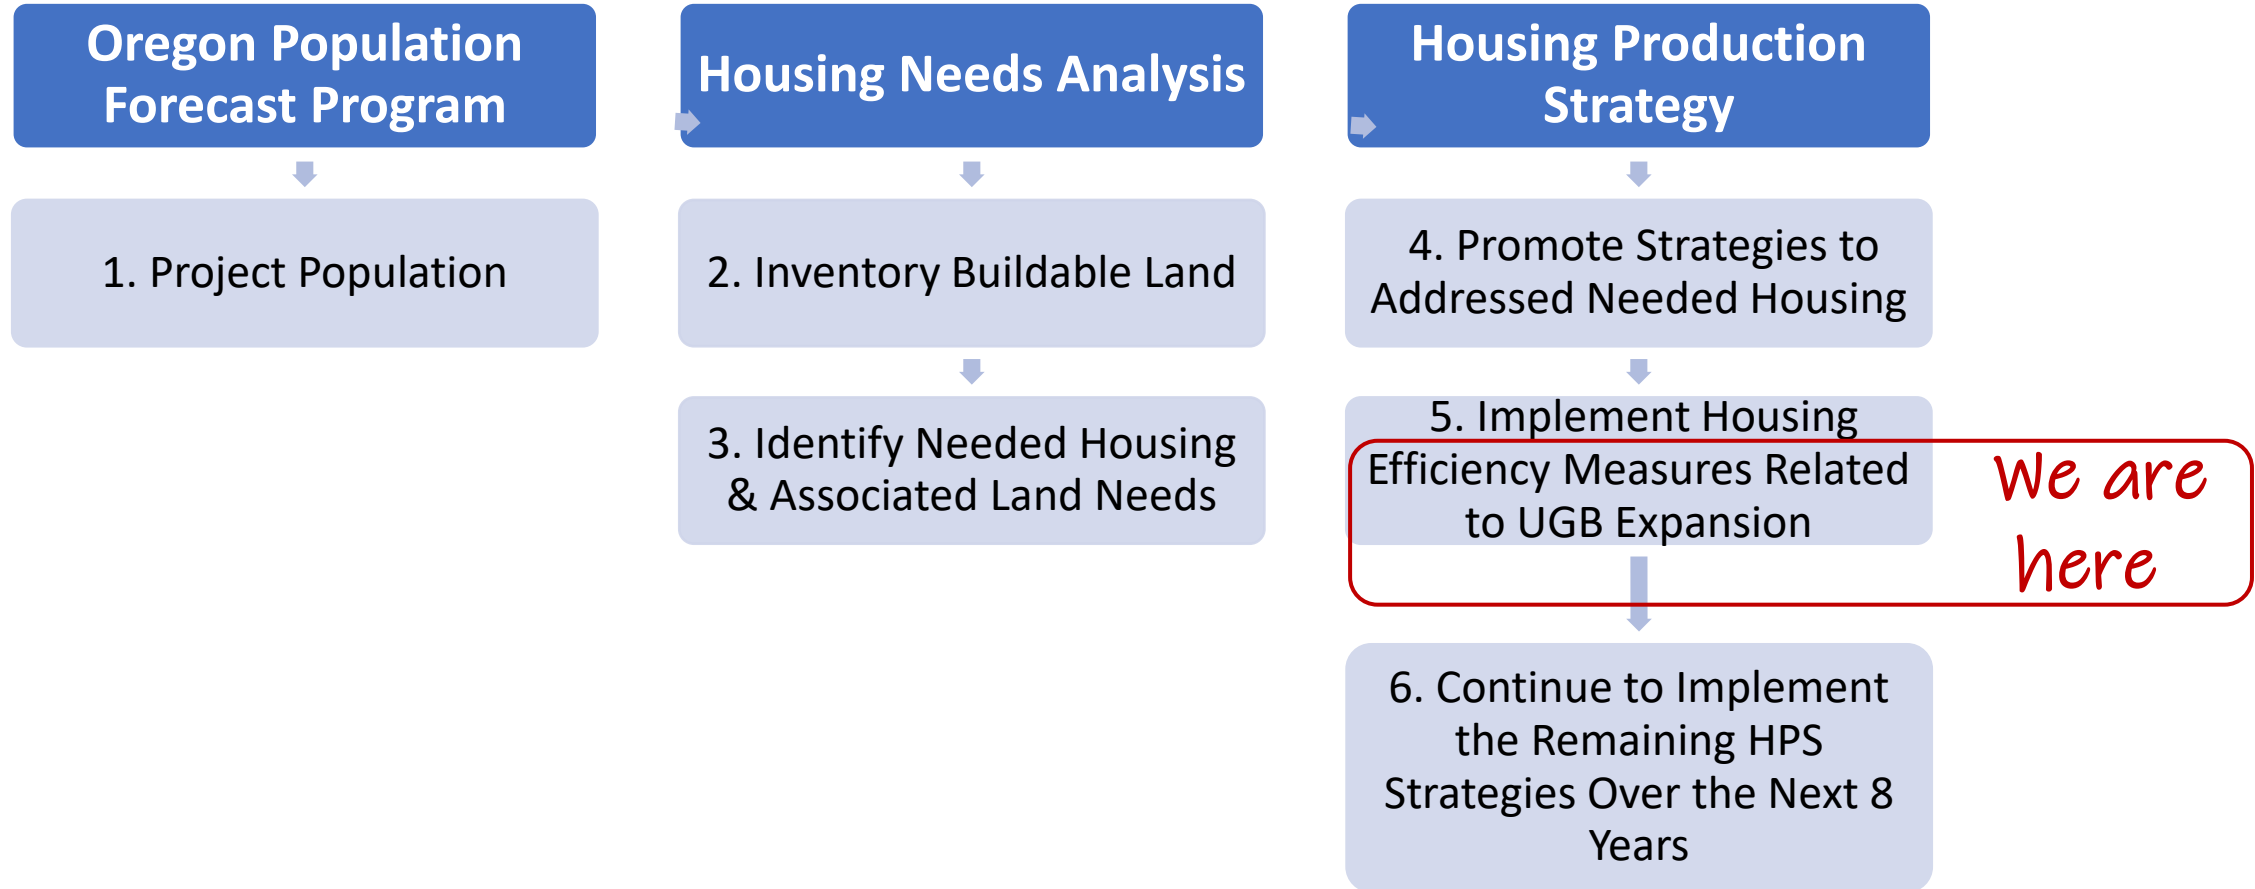 Oregon Population
Forecast Program
1. Project Population
Housing Needs Analysis
2. Inventory Buildable Land
3. Identify Needed Housing
& Associated Land Needs
Housing Production
Strategy
4. Promote Strategies to
Addressed Needed Housing
5. Implement Housing
Efficiency Measures Related
to UGB Expansion
We are
here
6. Continue to Implement
the Remaining HPS
Strategies Over the Next 8
Years